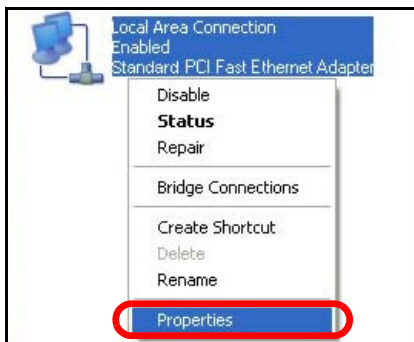 Local Area Connection
Enabled
Standard PCI Fast Ethernet Adapter
Disable
Status
Repair
Bridge Connections
Create Shortcut
Delete
Rename
Properties